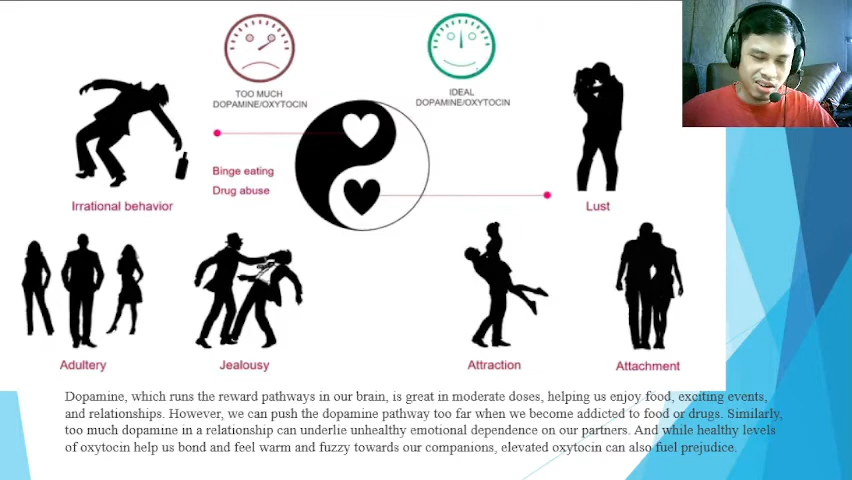 TOO MUCH
DOPAMINE/OXYTOCIN
IDEAL
DOPAMINE/OXYTOCIN
Binge eating
Drug abuse
Irrational behavior
Lust
Adultery
Jealousy
Attraction
Attachment
Dopamine, which runs the reward pathways in our brain, is great in moderate doses, helping us enjoy food, exciting events,
and relationships. However, we can push the dopamine pathway too far when we become addicted to food or drugs. Similarly,
too much dopamine in a relationship can underlie unhealthy emotional dependence on our partners. And while healthy levels
of oxytocin help us bond and feel warm and fuzzy towards our companions, elevated oxytocin can also fuel prejudice.